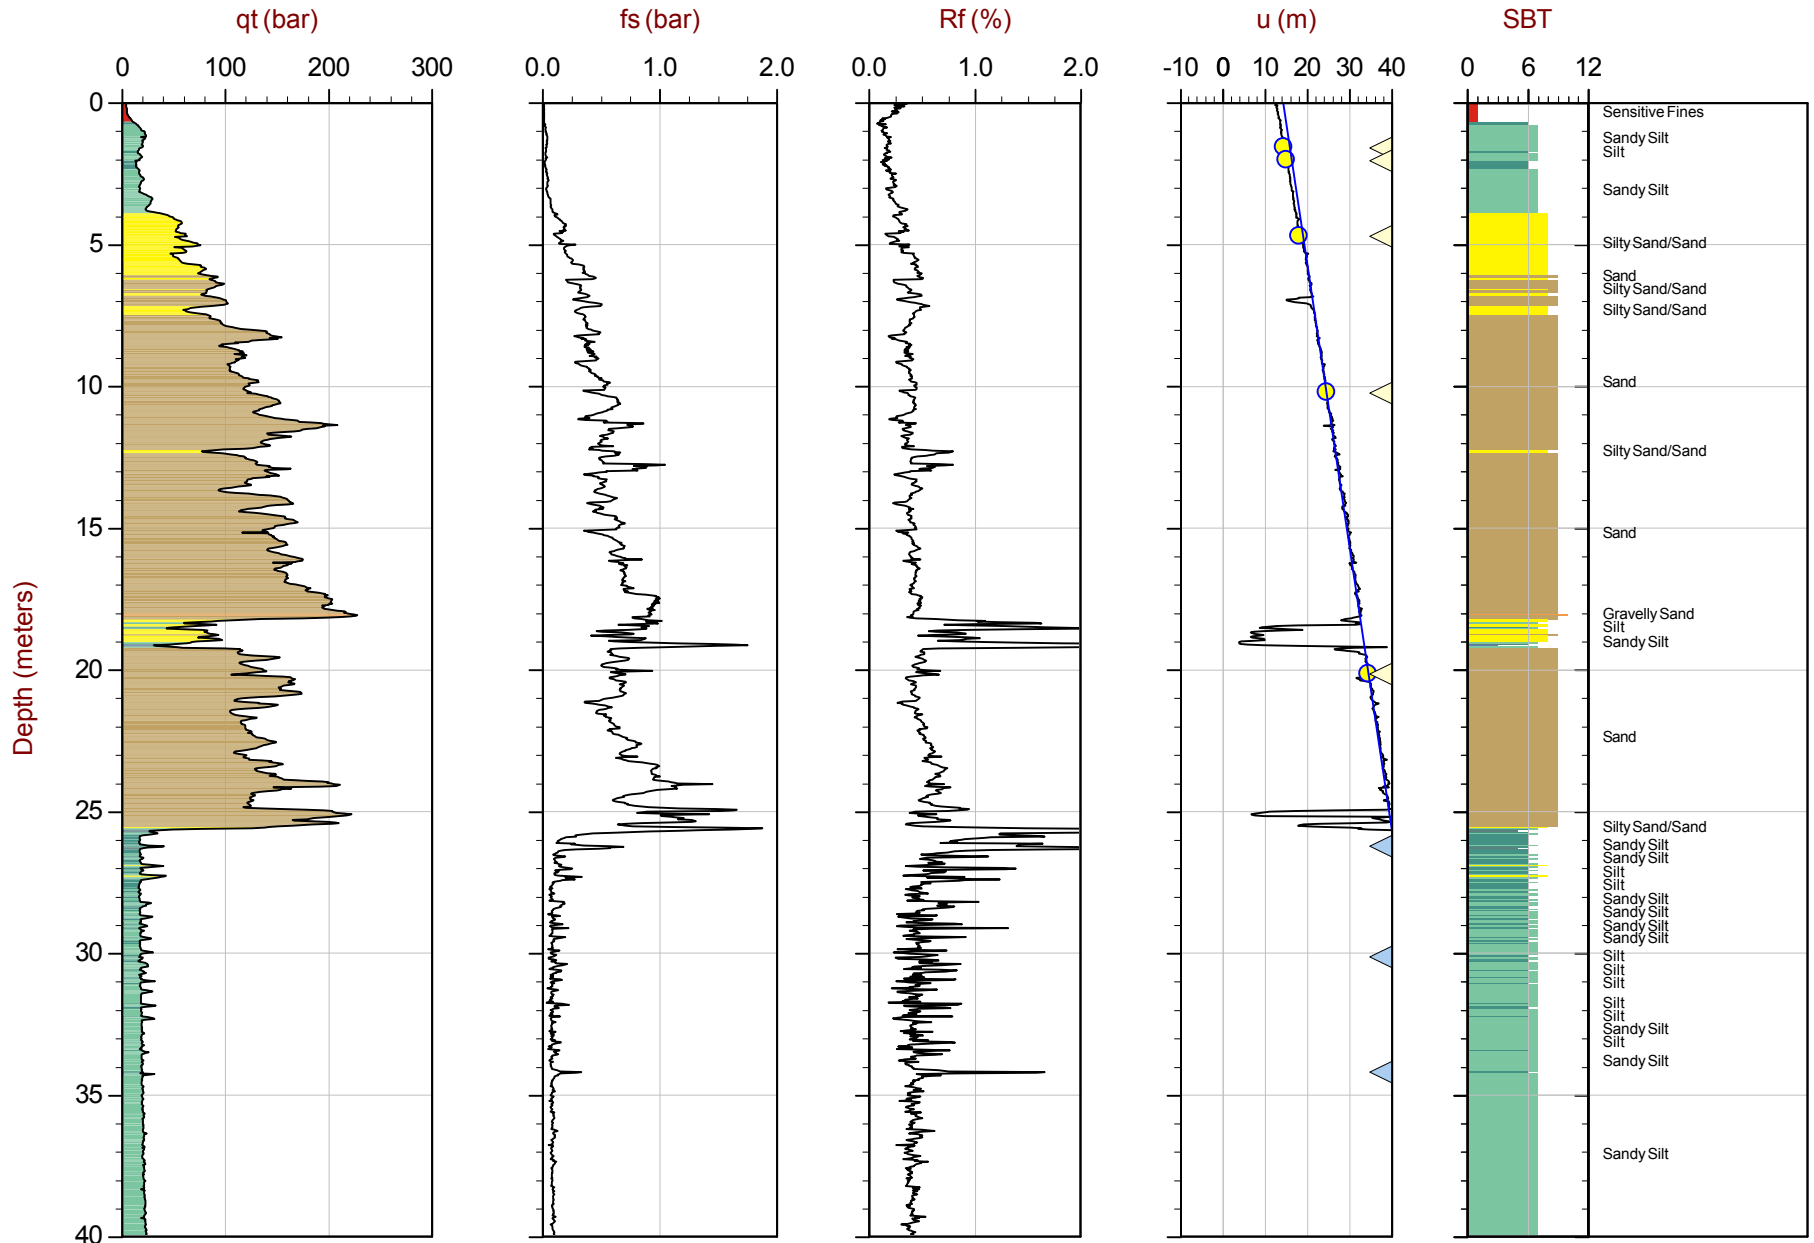 qt (bar) fs (bar) Rf (%) u (m) SBT
0 100 200 300 0.0 1.0 2.0 0.0 1.0 2.0 -10 0 10 20 30 40 0 6 12
0
5
10
15
20
25
30
35
40
Depth (meters)
Sensitive Fines
Sandy Silt
Silt
Sandy Silt
Silty Sand/Sand
Sand
Silty Sand/Sand
Silty Sand/Sand
Sand
Silty Sand/Sand
Sand
Gravelly Sand
Silt
Sandy Silt
Sand
Silty Sand/Sand
Sandy Silt
Sandy Silt
Silt
Silt
Sandy Silt
Sandy Silt
Sandy Silt
Sandy Silt
Silt
Silt
Silt
Silt
Silt
Sandy Silt
Silt
Sandy Silt
Sandy Silt